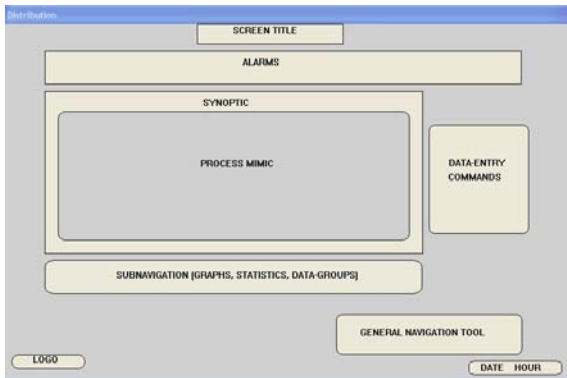 Distribution
SCREEN TITLE
ALARMS
SYNOPTIC
PROCESS MIMIC
DATA-ENTRY
COMMANDS
SUBNAVIGATION (GRAPHS, STATISTICS, DATA-GROUPS)
GENERAL NAVIGATION TOOL
LOGO
DATE HOUR